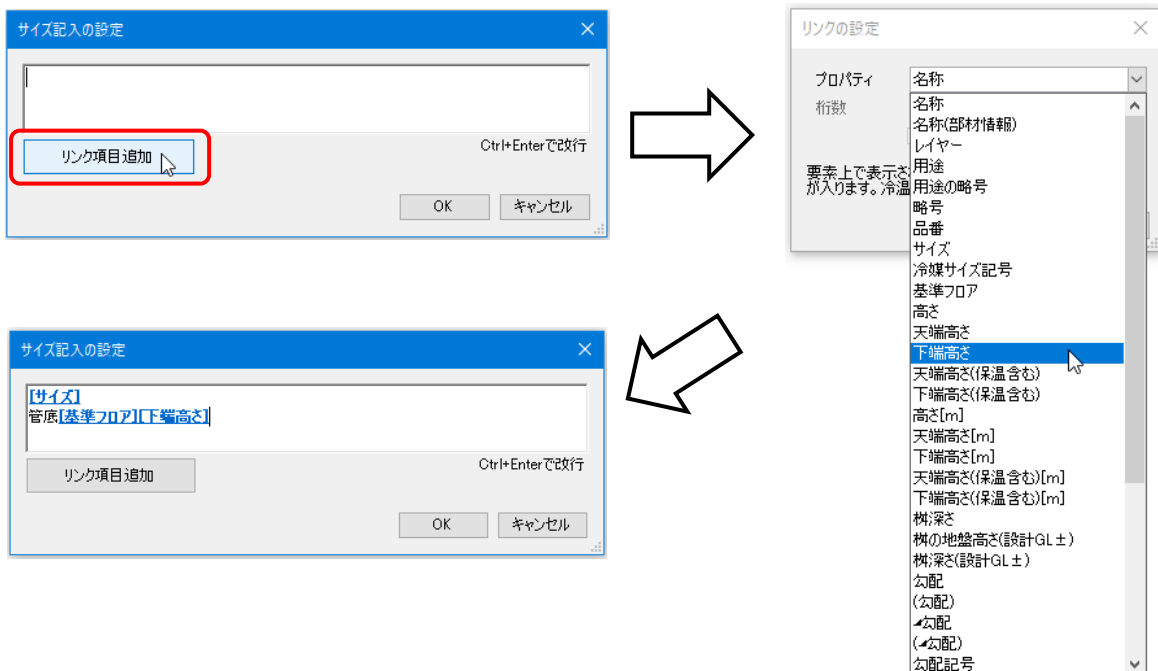 サイズ記入の設定
リンク項目追加
Ctrl+Enterで改行
OK
キャンセル
リンクの設定
プロパティ
名称
桁数
要素上で表示さ
が入ります。冷温
名称
名称(部材情報)
レイヤー
用途
用途の略号
略号
品番
サイズ
冷媒サイズ記号
基準フロア
高さ
天端高さ
下端高さ
天端高さ(保温含む)
下端高さ(保温含む)
高さ[m]
天端高さ[m]
下端高さ[m]
天端高さ(保温含む)[m]
下端高さ(保温含む)[m]
桝深さ
桝の地盤高さ(設計GL±)
桝深さ(設計GL±)
勾配
(勾配)
⊿勾配
(⊿勾配)
勾配記号
サイズ記入の設定
[サイズ]
管底[基準フロア][下端高さ]
リンク項目追加
Ctrl+Enterで改行
OK
キャンセル